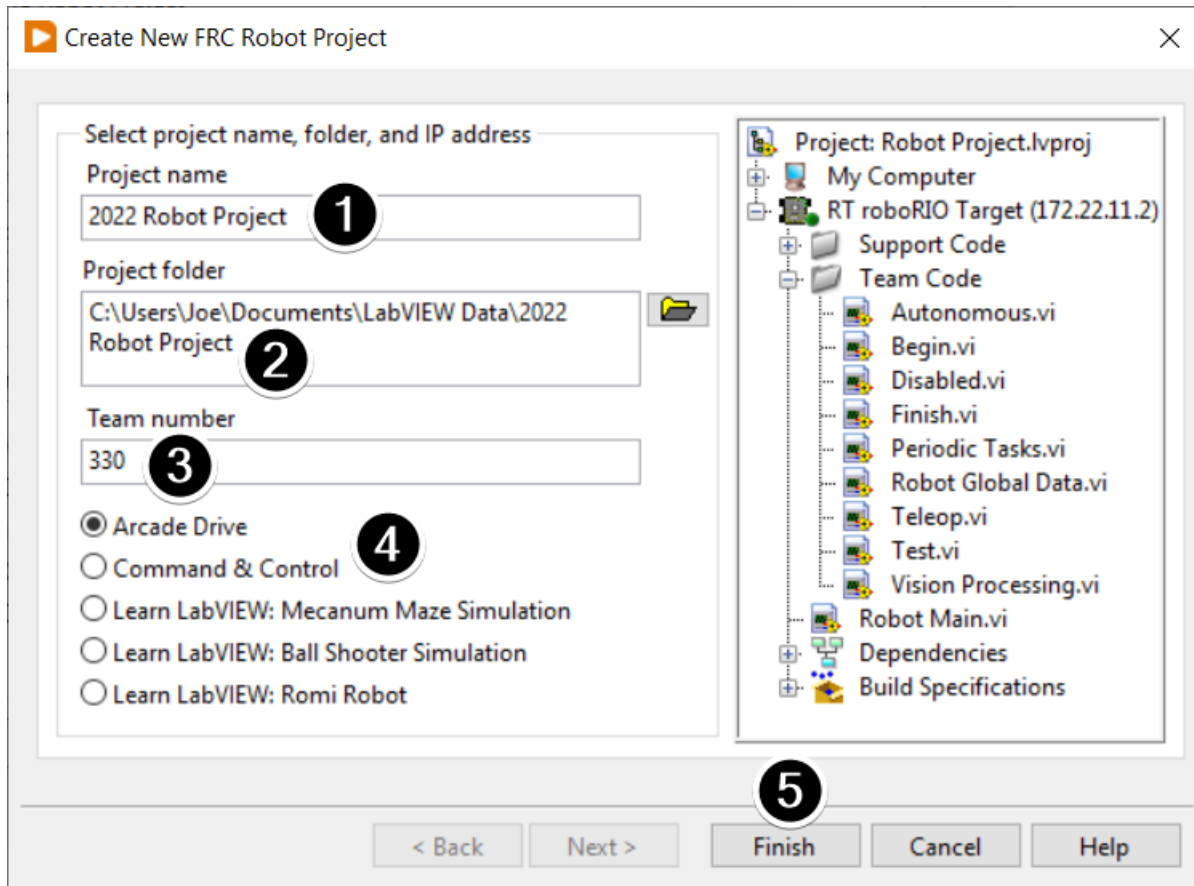 Create New FRC Robot Project
Select project name, folder, and IP address
Project name
2022 Robot Project
1
Project folder
C:\Users\Joe\Documents\LabVIEW Data\2022
Robot Project
2
Team number
330
3
Arcade Drive
4
Command & Control
Learn LabVIEW: Mecanum Maze Simulation
Learn LabVIEW: Ball Shooter Simulation
Learn LabVIEW: Romi Robot
Project: Robot Project.lvproj
My Computer
RT roboRIO Target (172.22.11.2)
Support Code
Team Code
Autonomous.vi
Begin.vi
Disabled.vi
Finish.vi
Periodic Tasks.vi
Robot Global Data.vi
Teleop.vi
Test.vi
Vision Processing.vi
Robot Main.vi
Dependencies
Build Specifications
5
< Back
Next >
Finish
Cancel
Help